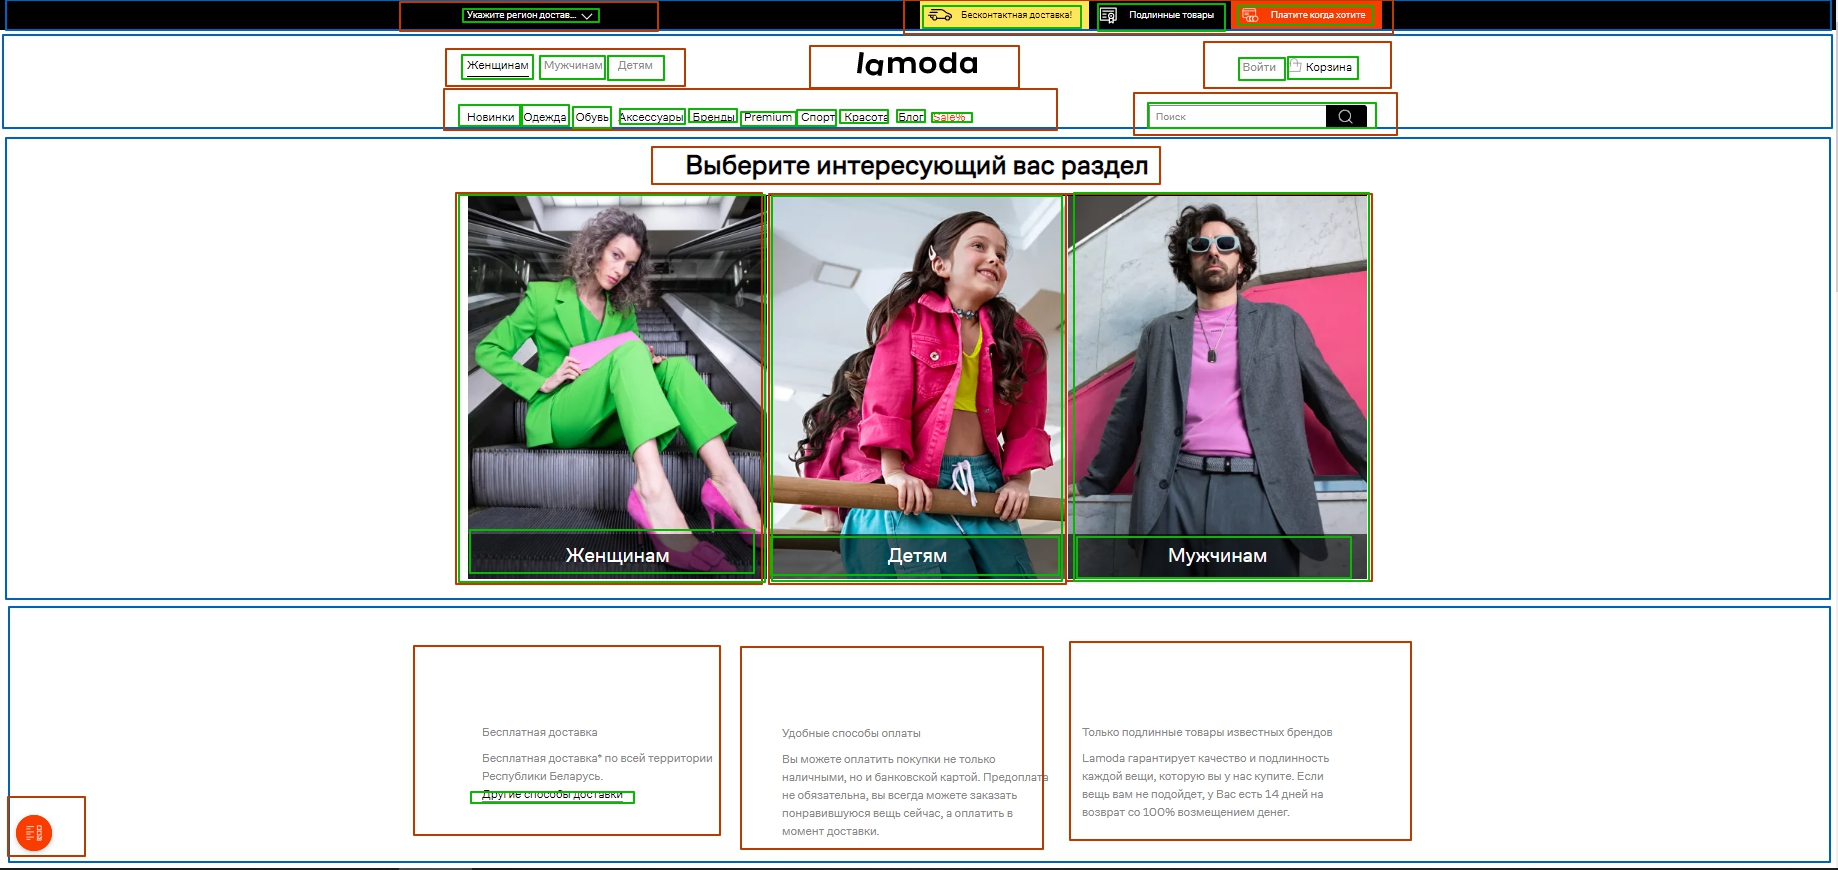 Укажите регион достав...
Бесконтактная доставка!
Подлинные товары
Платите когда хотите
Женщинам Мужчинам Детям
lamoda
Войти Корзина
Новинки Одежда Обувь Аксессуары Бренды Premium Спорт Красота Блог Sale%
Поиск
Выберите интересующий вас раздел
Женщинам
Детям
Мужчинам
Бесплатная доставка
Бесплатная доставка* по всей территории
Республики Беларусь.
Другие способы доставки
Удобные способы оплаты
Вы можете оплатить покупки не только
наличными, но и банковской картой. Предоплата
не обязательна, вы всегда можете заказать
понравившуюся вещь сейчас, а оплатить в
момент доставки.
Только подлинные товары известных брендов
Lamoda гарантирует качество и подлинность
каждой вещи, которую вы у нас купите. Если
вещь вам не подойдет, у Вас есть 14 дней на
возврат со 100% возмещением денег.